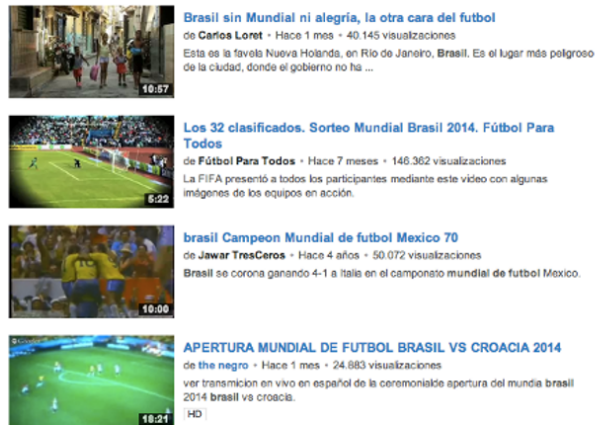 Brasil sin Mundial ni alegría, la otra cara del futbol
de Carlos Loret • Hace 1 mes • 40.145 visualizaciones
Esta es la favela Nueva Holanda, en Río de Janeiro, Brasil. Es el lugar más peligroso
de la ciudad, donde el gobierno no ha ...
10:57
Los 32 clasificados. Sorteo Mundial Brasil 2014. Fútbol Para
Todos
de Fútbol Para Todos • Hace 7 meses • 146.362 visualizaciones
La FIFA presentó a todos los participantes mediante este video con algunas
imágenes de los equipos en acción.
5:22
brasil Campeon Mundial de futbol Mexico 70
de Jawar TresCeros • Hace 4 años • 50.072 visualizaciones
Brasil se corona ganando 4-1 a Italia en el camponato mundial de futbol Mexico.
10:00
APERTURA MUNDIAL DE FUTBOL BRASIL VS CROACIA 2014
de the negro • Hace 1 mes • 24.883 visualizaciones
ver transmicion en vivo en español de la ceremonialde apertura del mundia brasil
2014 brasil vs croacia.
HD
18:21